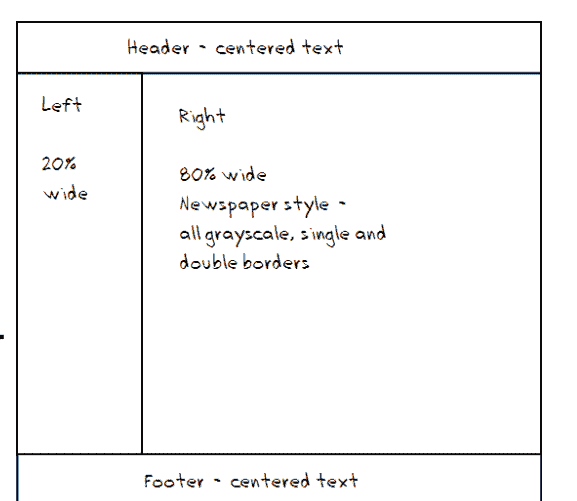 Header - centered text
Left
20%
wide
Right
80% wide
Newspaper style -
all grayscale, single and
double borders
Footer - centered text